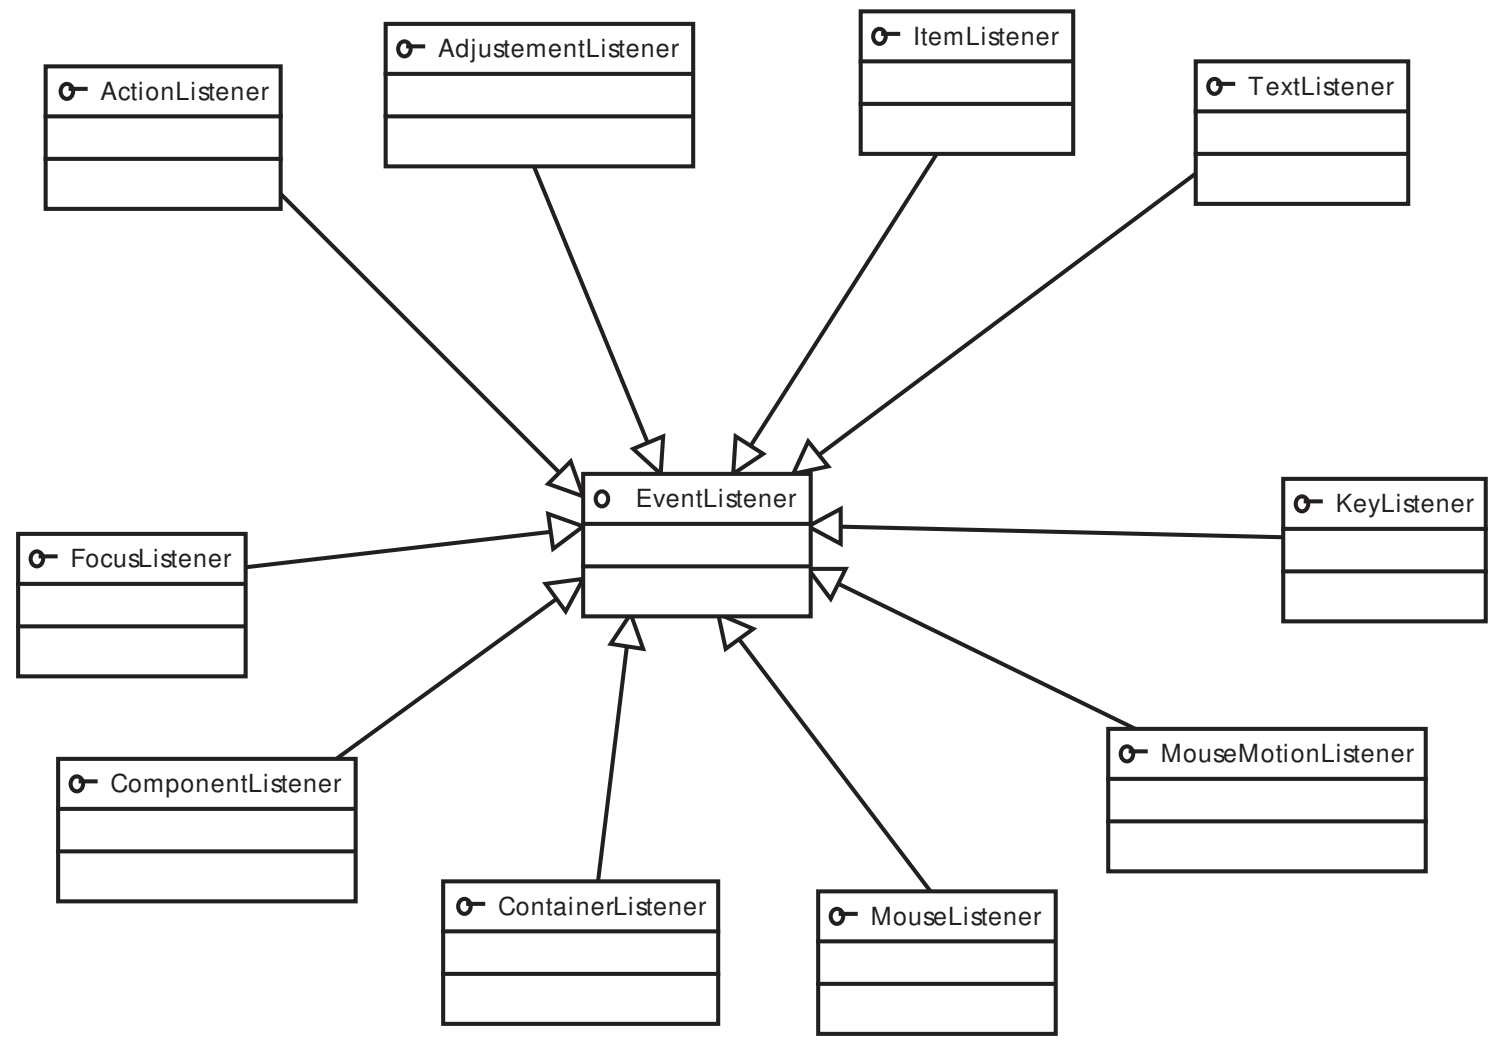 ItemListener
AdjustementListener
TextListener
ActionListener
EventListener
KeyListener
FocusListener
MouseMotionListener
ComponentListener
ContainerListener
MouseListener